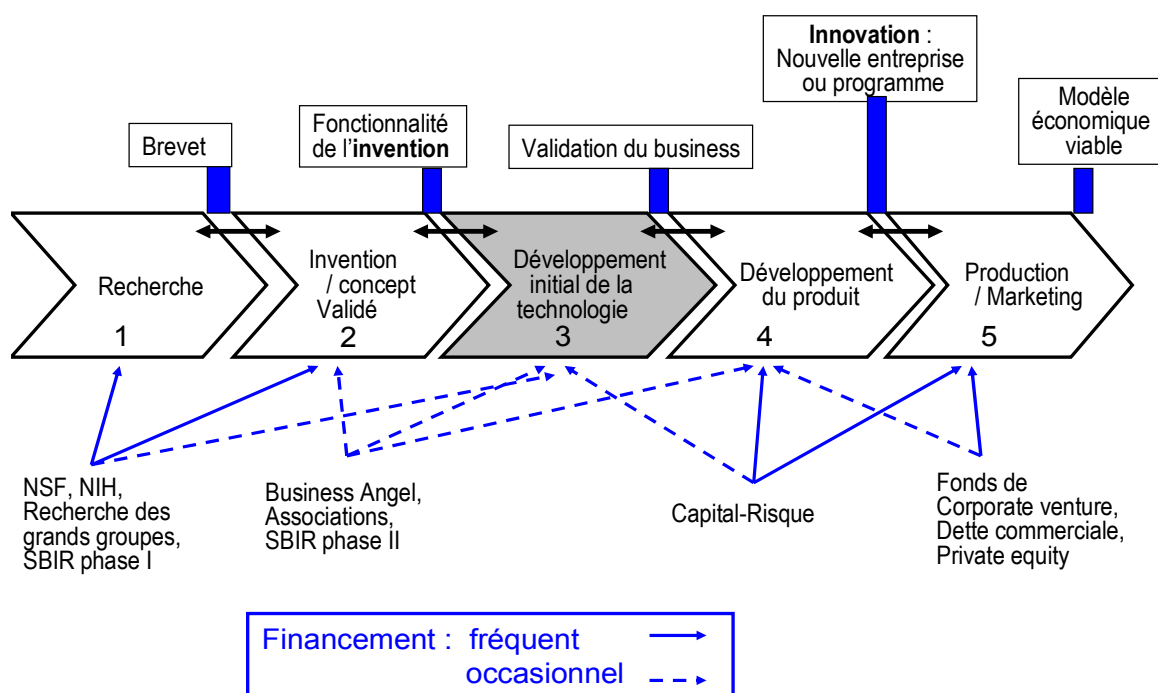 Innovation :
Nouvelle entreprise
ou programme
Modèle
économique
viable
Fonctionnalité
de l'invention
Brevet
Validation du business
Recherche
1
Invention
/ concept
Validé
2
Développement
initial de la
technologie
3
Développement
du produit
4
Production
/ Marketing
5
NSF, NIH,
Recherche des
grands groupes,
SBIR phase I
Business Angel,
Associations,
SBIR phase II
Capital-Risque
Fonds de
Corporate venture,
Dette commerciale,
Private equity
Financement : fréquent
occasionnel